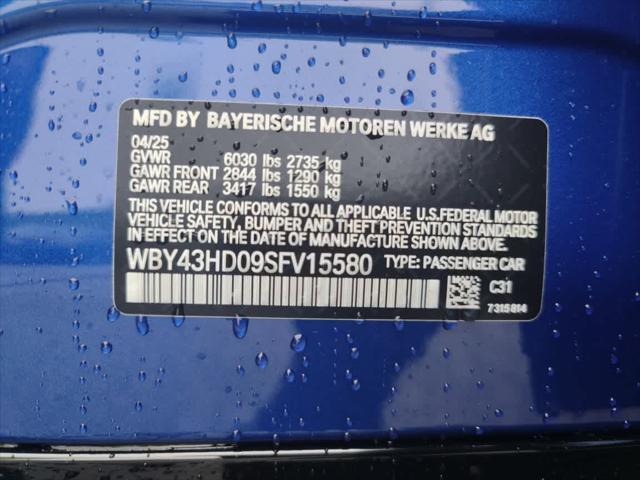 MFD BY BAYERISCHE MOTOREN WERKE AG
04/25
GVWR 6030 lbs 2735 kg
GAWR FRONT 2844 lbs 1290 kg
GAWR REAR 3417 lbs 1550 kg
THIS VEHICLE CONFORMS TO ALL APPLICABLE U.S.FEDERAL MOTOR
VEHICLE SAFETY, BUMPER AND THEFT PREVENTION STANDARDS
IN EFFECT ON THE DATE OF MANUFACTURE SHOWN ABOVE.
WBY43HD09SFV15580 TYPE: PASSENGER CAR
C31
7315814